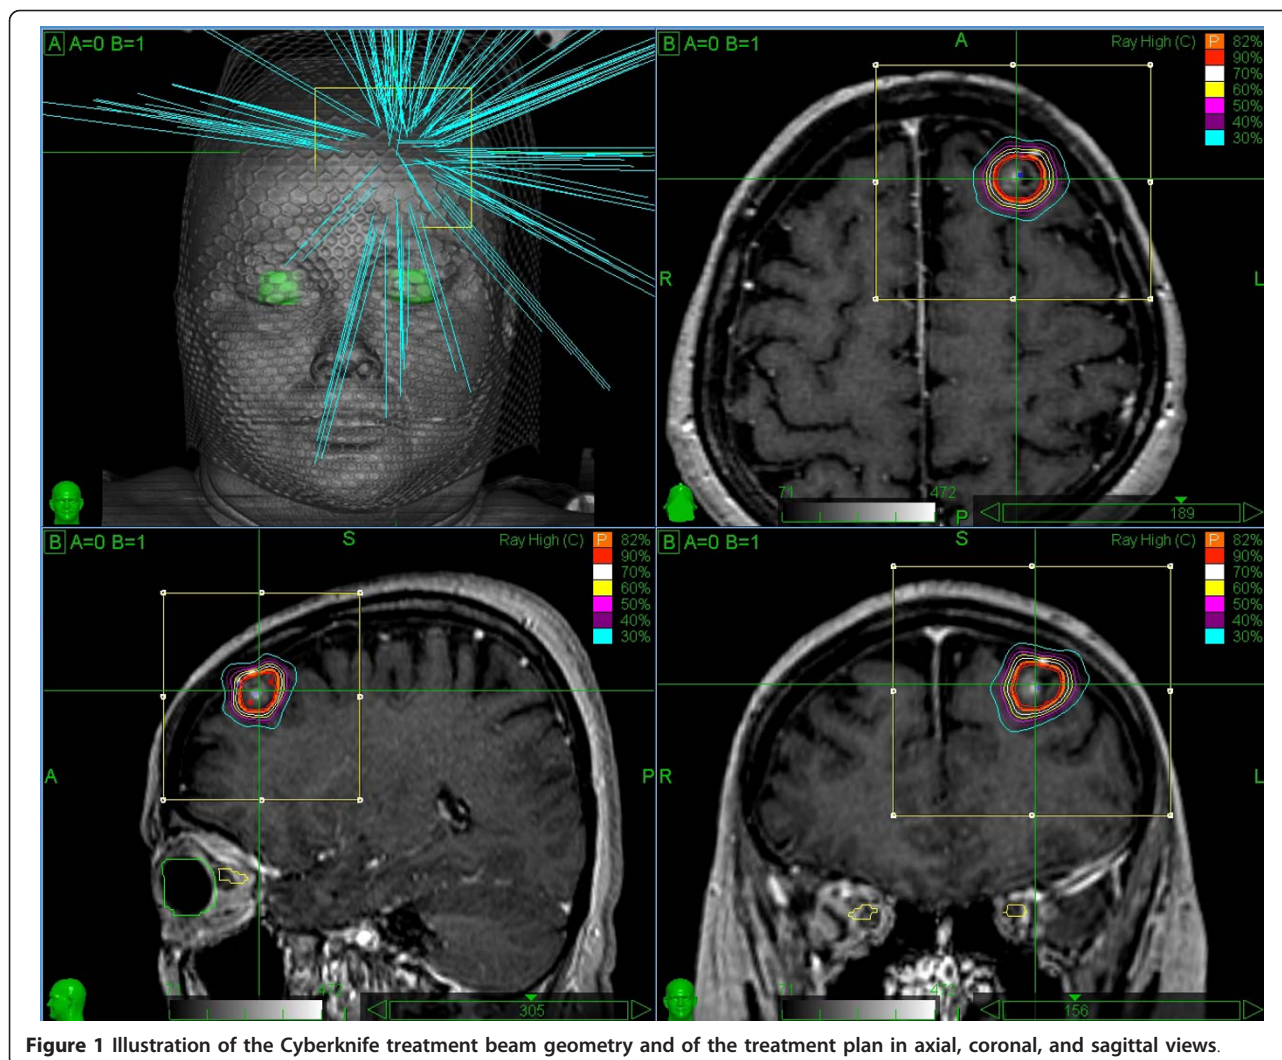 A A=0 B=1
B A=0 B=1
A
Ray High (C)
P 82%
90%
70%
60%
50%
40%
30%
R
L
71
472
P
189
B A=0 B=1
S
Ray High (C)
P 82%
90%
70%
60%
50%
40%
30%
A
P
305
B A=0 B=1
S
Ray High (C)
P 82%
90%
70%
60%
50%
40%
30%
R
L
71
472
156
Figure 1 Illustration of the Cyberknife treatment beam geometry and of the treatment plan in axial, coronal, and sagittal views.